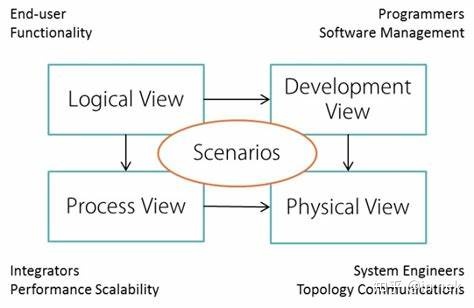 End-user
Functionality
Programmers
Software Management
Logical View
Development
View
Scenarios
Process View
Physical View
Integrators
Performance Scalability
System Engineers
Topology Communications